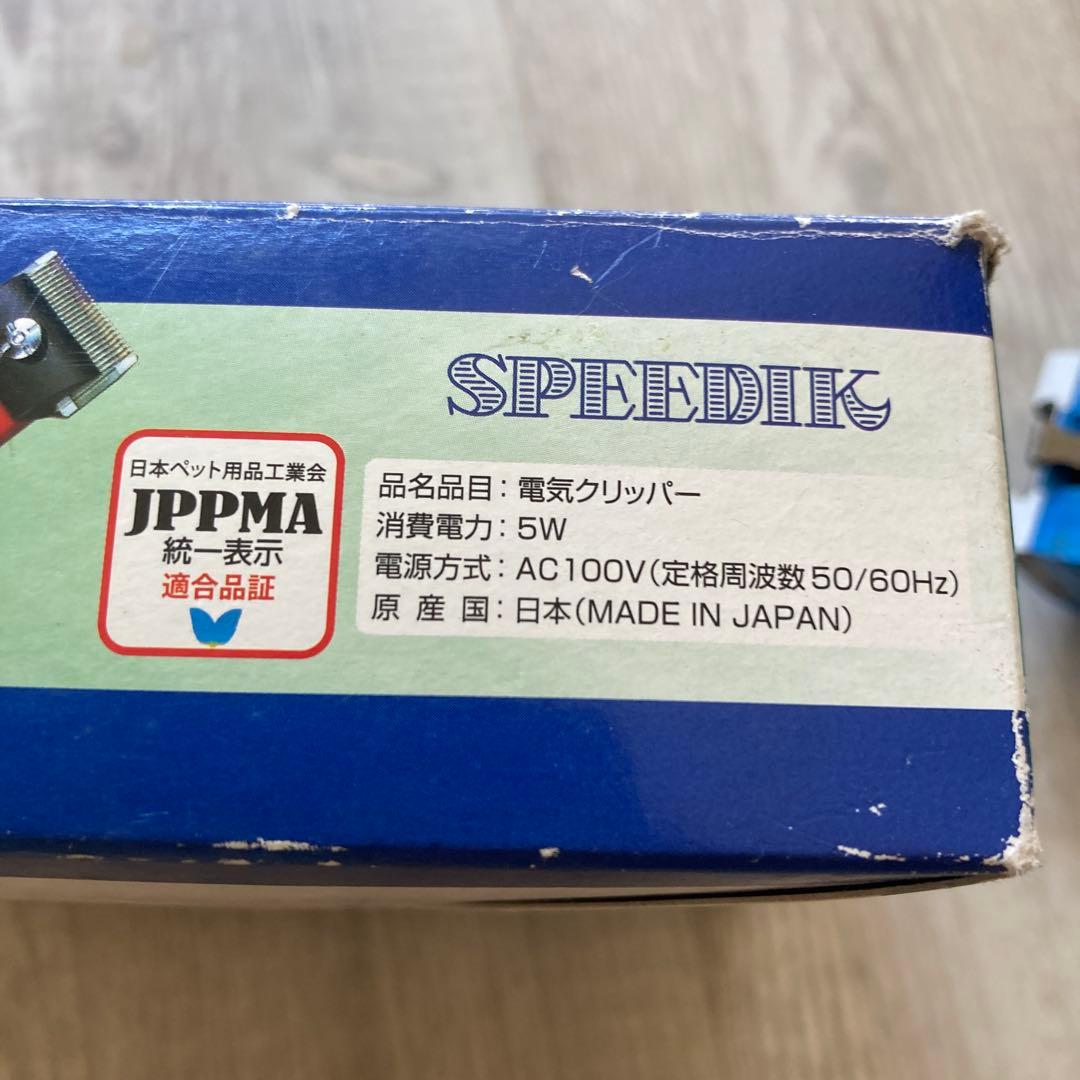 SPEEDIK
日本ペット用品工業会
JPPMA
統一表示
適合品証
品名品目：電気クリッパー
消費電力：5W
電源方式：AC100V（定格周波数50/60Hz）
原産国：日本（MADE IN JAPAN）